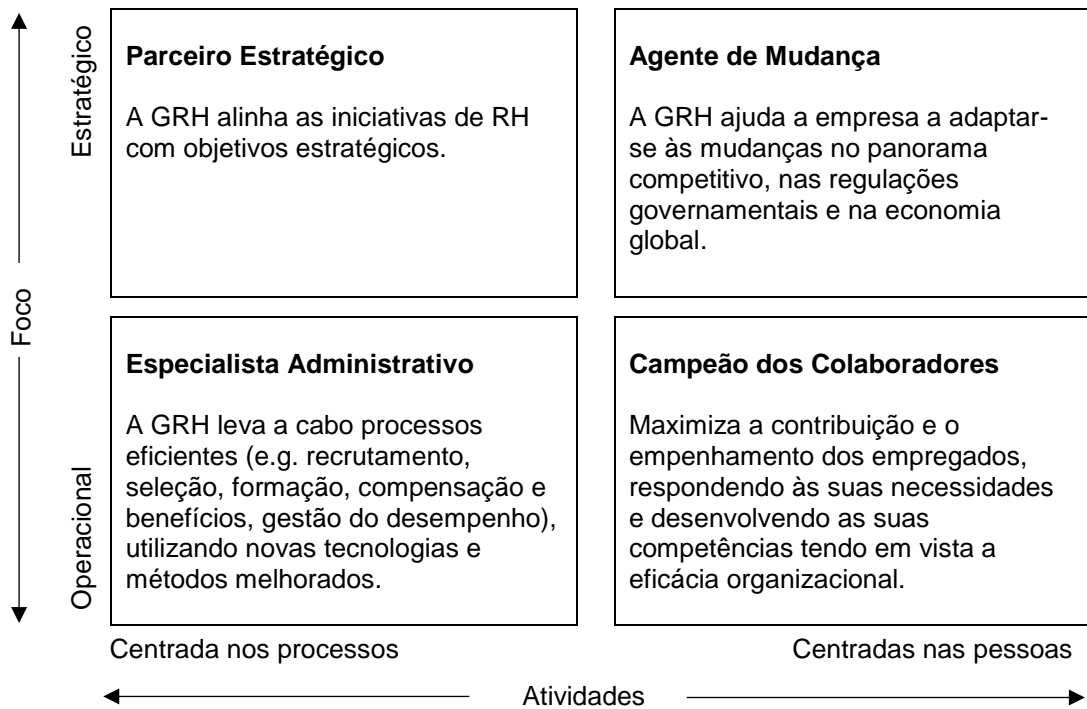 Foco
Estratégico
Parceiro Estratégico
A GRH alinha as iniciativas de RH
com objetivos estratégicos.
Agente de Mudança
A GRH ajuda a empresa a adaptar-
se às mudanças no panorama
competitivo, nas regulações
governamentais e na economia
global.
Operacional
Especialista Administrativo
A GRH leva a cabo processos
eficientes (e.g. recrutamento,
seleção, formação, compensação e
benefícios, gestão do desempenho),
utilizando novas tecnologias e
métodos melhorados.
Campeão dos Colaboradores
Maximiza a contribuição e o
empenhamento dos empregados,
respondendo às suas necessidades
e desenvolvendo as suas
competências tendo em vista a
eficácia organizacional.
Centrada nos processos
Centradas nas pessoas
Atividades